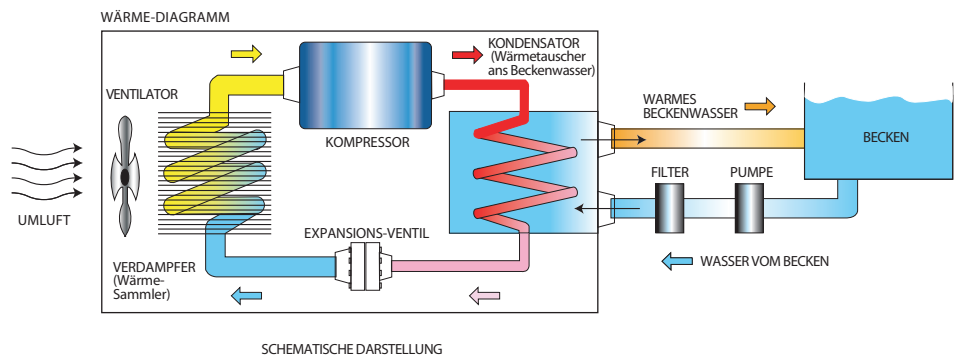 WÄRME-DIAGRAMM
VENTILATOR
KOMPRESSOR
KONDENSATOR
(Wärmetauscher
ans Beckenwasser)
WARMES
BECKENWASSER
BECKEN
FILTER
PUMPE
UMLUFT
EXPANSIONS-VENTIL
VERDAMPFER
(Wärme-
Sammler)
WASSER VOM BECKEN
SCHEMATISCHE DARSTELLUNG